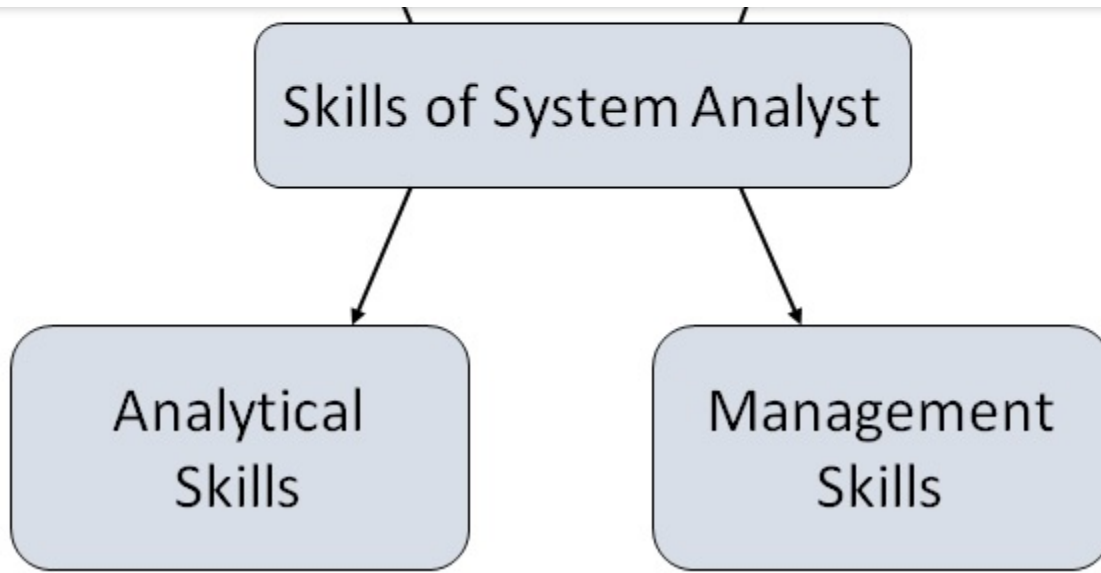 Skills of System Analyst
Analytical
Skills
Management
Skills